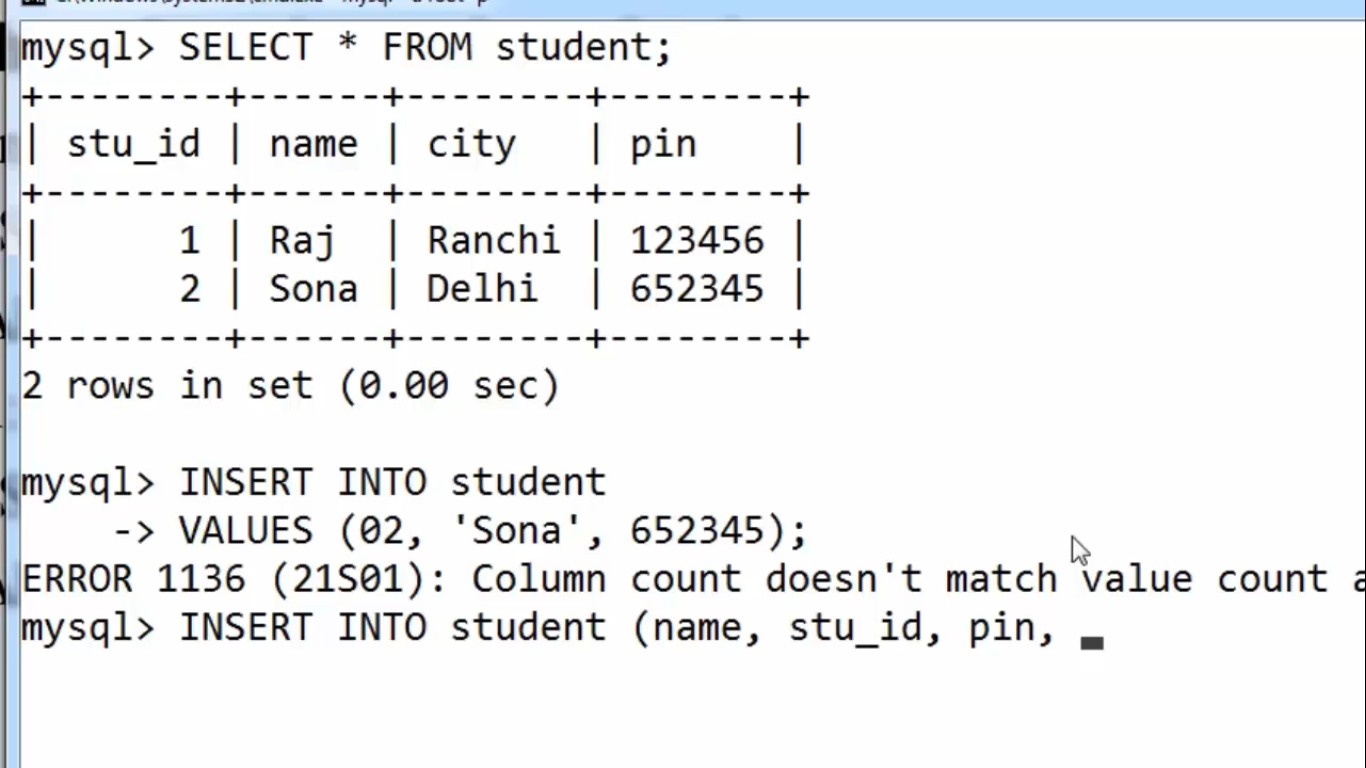 mysql> SELECT * FROM student;
+--------+------+--------+--------+
| stu_id | name | city   | pin    |
+--------+------+--------+--------+
|      1 | Raj  | Ranchi | 123456 |
|      2 | Sona | Delhi  | 652345 |
+--------+------+--------+--------+
2 rows in set (0.00 sec)
mysql> INSERT INTO student
    -> VALUES (02, 'Sona', 652345);
ERROR 1136 (21S01): Column count doesn't match value count a
mysql> INSERT INTO student (name, stu_id, pin,